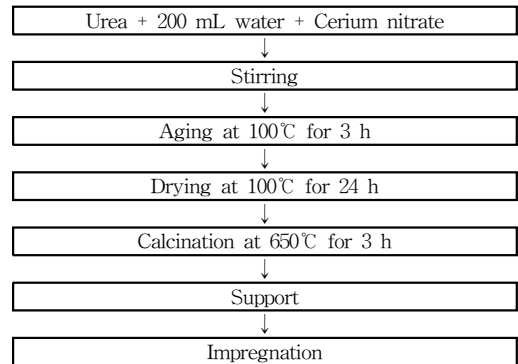 Urea + 200 mL water + Cerium nitrate
↓
Stirring
↓
Aging at 100℃ for 3 h
↓
Drying at 100℃ for 24 h
↓
Calcination at 650℃ for 3 h
↓
Support
↓
Impregnation